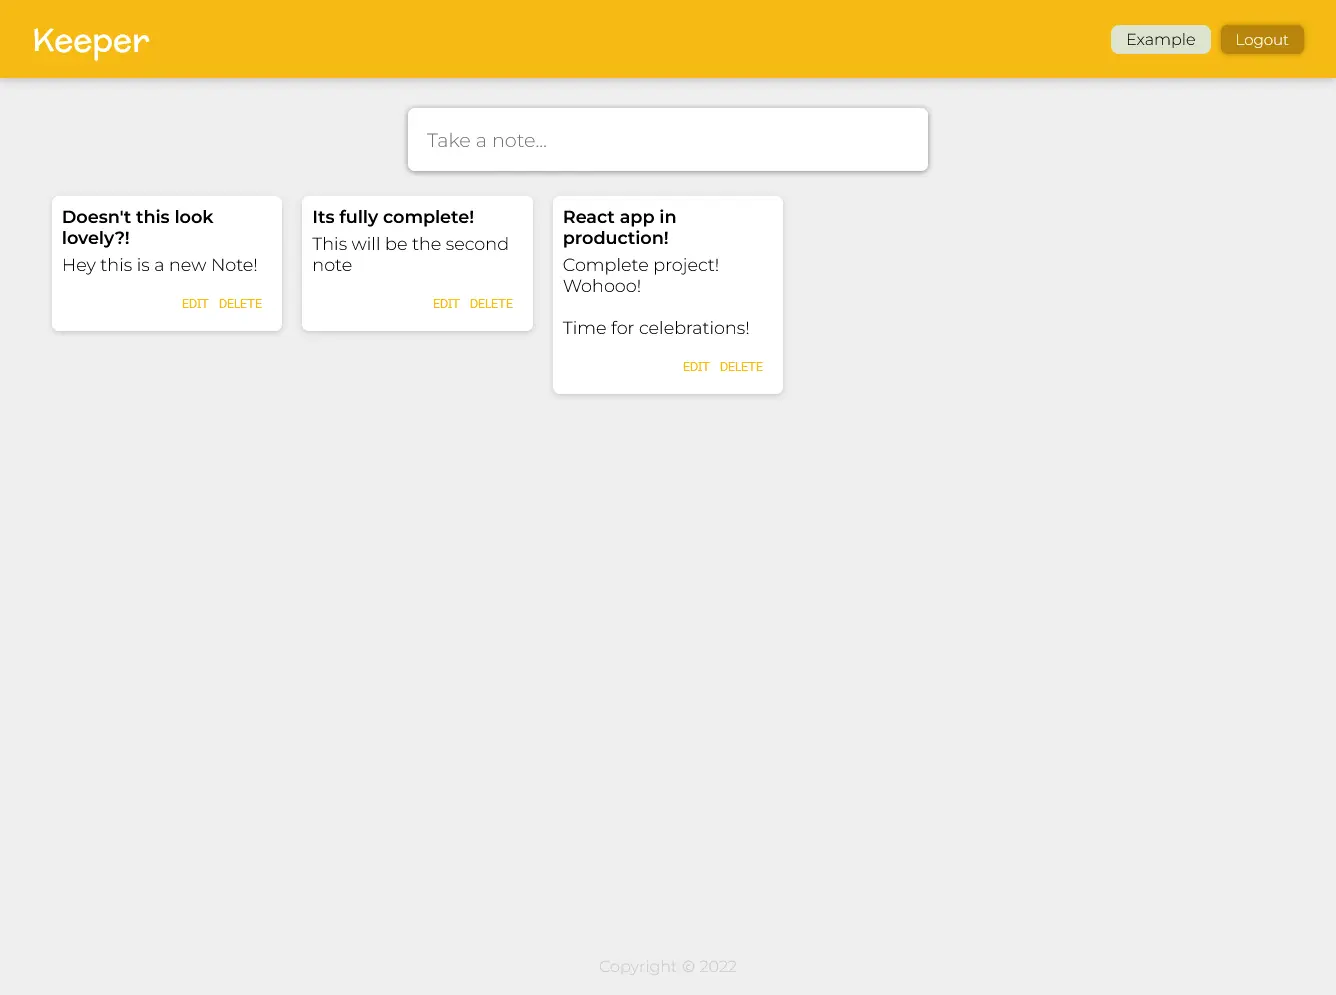 Keeper
Example
Logout
Take a note...
Doesn't this look
lovely?!
Hey this is a new Note!
EDIT DELETE
Its fully complete!
This will be the second
note
EDIT DELETE
React app in
production!
Complete project!
Wohooo!
Time for celebrations!
EDIT DELETE
Copyright © 2022